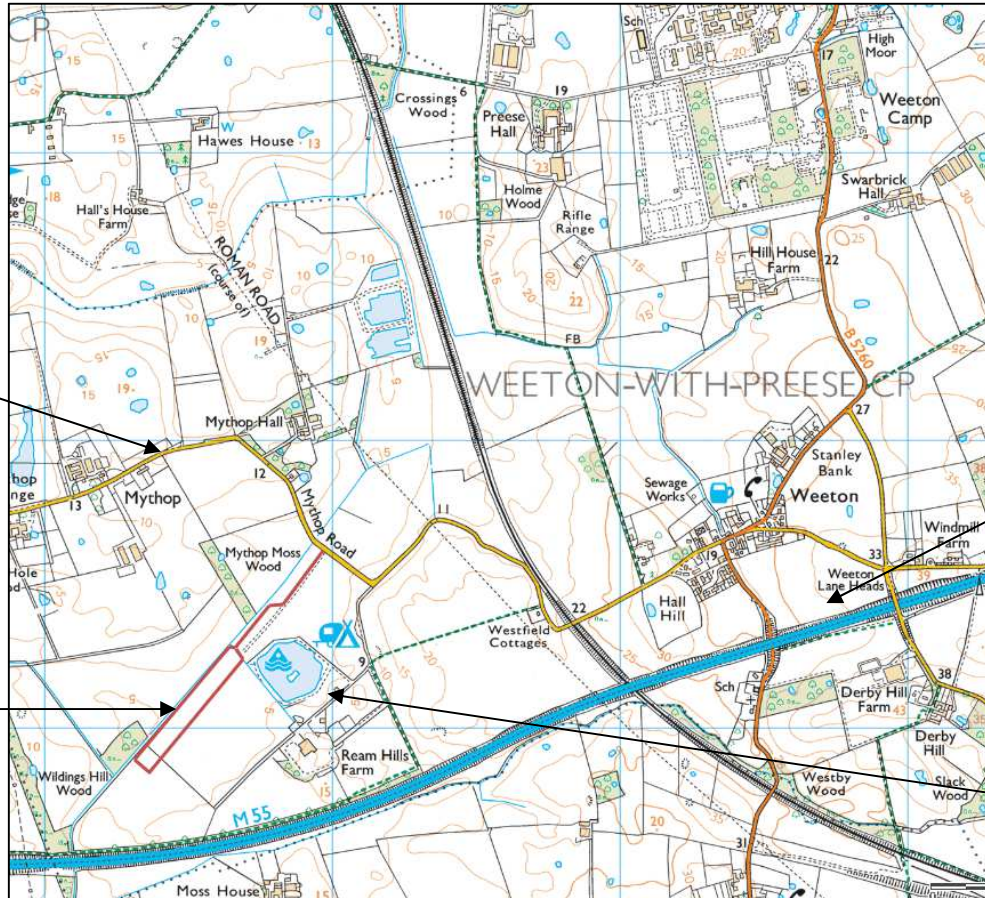 CP
15
15
Sch
17
High
Moor
20
6
19
Crossings
Wood
Preese
Hall
Weeton
Camp
W
Hawes House
13
15
23
18
Hall's House
Farm
Holme
Wood
10
Swarbrick
Hall
30
Rifle
Range
25
ROMAN ROAD
(course of)
Hill House
Farm
22
22
10
19
FB
B 5260
WEETON-WITH-PREESE CP
15
19
Mythop Hall
27
12
11
Stanley
Bank
Sewage
Works
Weeton
13
Mythop
Mythop Road
Windmill
Farm
33
Mythop Moss
Wood
19
Weeton
Lane Heads
39
Hall
Hill
22
Westfield
Cottages
9
Sch
38
Derby Hill
Farm
43
Derby
Hill
Ream Hills
Farm
Wildings Hill
Wood
15
M 55
Westby
Wood
Slack
Wood
20
31
Moss House
15